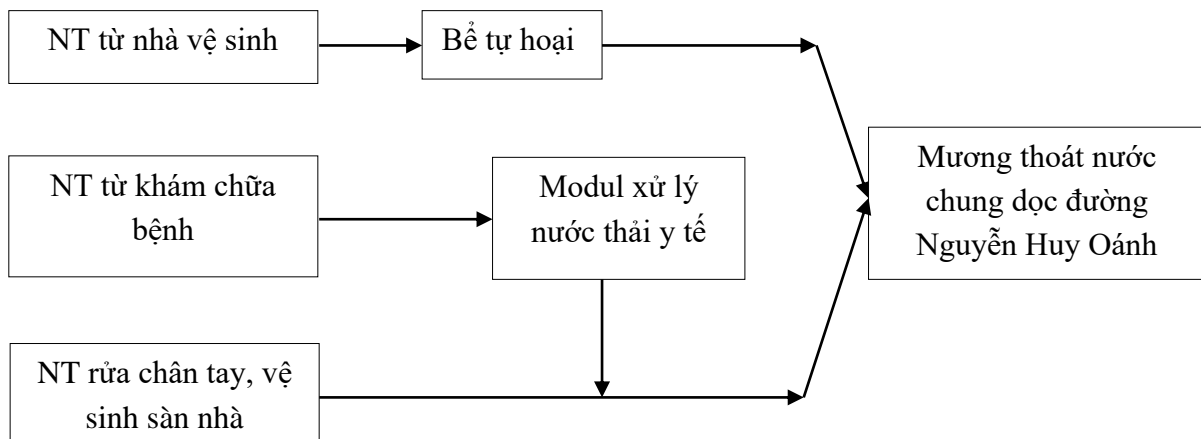 NT từ nhà vệ sinh
Bể tự hoại
NT từ khám chữa
bệnh
Modul xử lý
nước thải y tế
Mương thoát nước
chung dọc đường
Nguyễn Huy Oánh
NT rửa chân tay, vệ
sinh sàn nhà